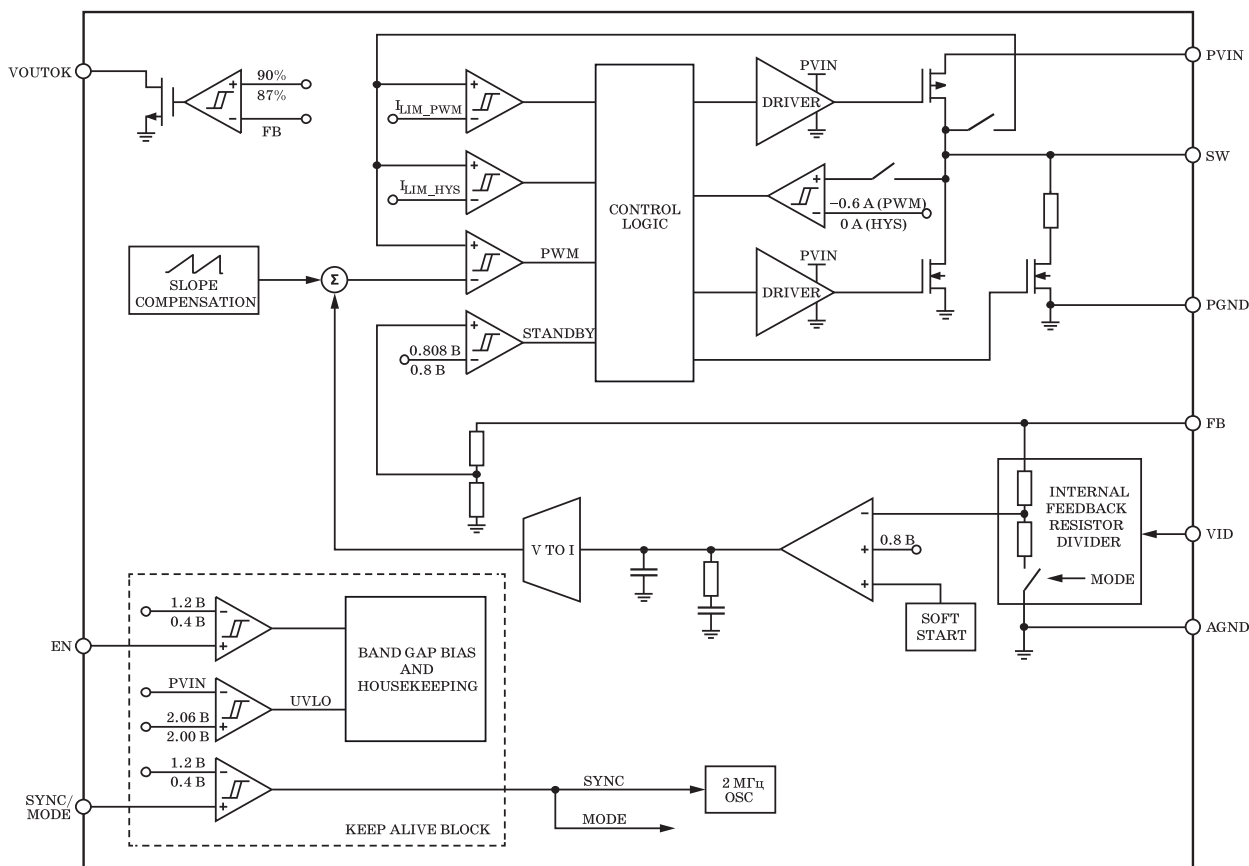 VOUTOK
90%
87%
FB
PVIN
I LIM_PWM
DRIVER
PVIN
SW
I LIM_HYS
CONTROL
LOGIC
–0.6 A (PWM)
0 A (HYS)
PWM
SLOPE
COMPENSATION
Σ
PVIN
DRIVER
PGND
STANDBY
0.808 В
0.8 В
FB
INTERNAL
FEEDBACK
RESISTOR
DIVIDER
VID
MODE
V TO I
0.8 В
SOFT
START
AGND
1.2 В
0.4 В
EN
BAND GAP BIAS
AND
HOUSEKEEPING
PVIN
UVLO
2.06 В
2.00 В
1.2 В
0.4 В
SYNC/
MODE
SYNC
2 МГц
OSC
MODE
KEEP ALIVE BLOCK